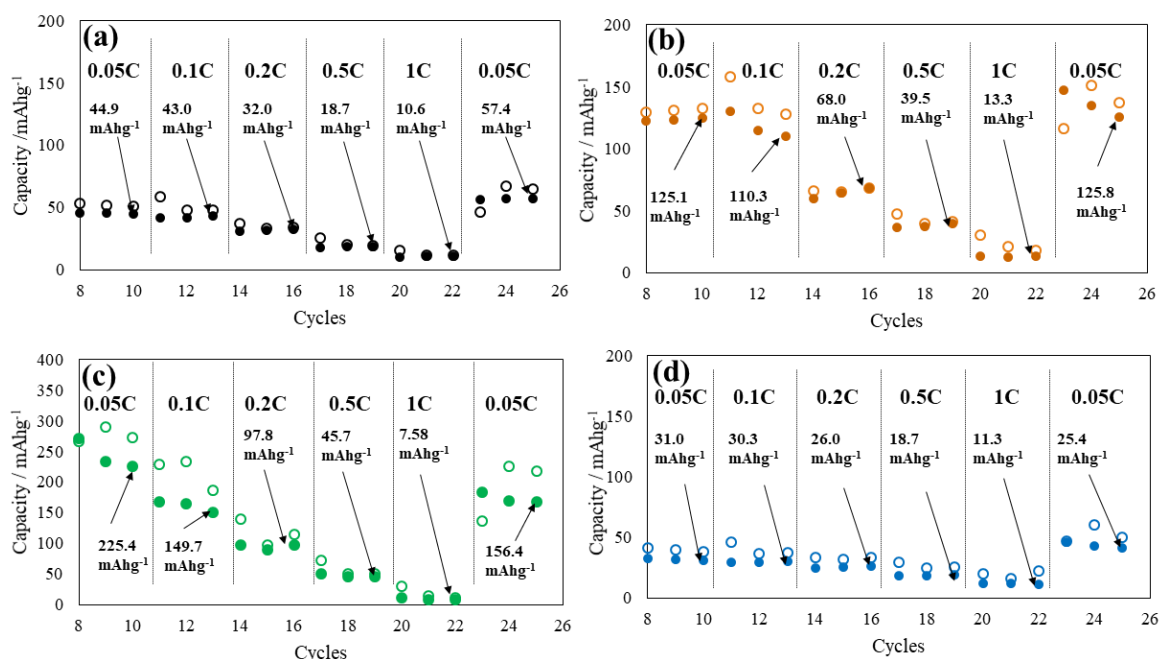 (a)
200
150
100
50
0
Capacity /mAhg⁻¹
0.05C 0.1C 0.2C 0.5C 1C 0.05C
44.9 43.0 32.0 18.7 10.6 57.4
mAhg⁻¹ mAhg⁻¹ mAhg⁻¹ mAhg⁻¹ mAhg⁻¹ mAhg⁻¹
8 10 12 14 16 18 20 22 24 26
Cycles
(b)
200
150
100
50
0
Capacity / mAhg⁻¹
0.05C 0.1C 0.2C 0.5C 1C 0.05C
68.0 39.5 13.3
mAhg⁻¹ mAhg⁻¹ mAhg⁻¹
125.1 110.3 125.8
mAhg⁻¹ mAhg⁻¹ mAhg⁻¹
8 10 12 14 16 18 20 22 24 26
Cycles
(c)
400
350
300
250
200
150
100
50
0
Capacity / mAhg⁻¹
0.05C 0.1C 0.2C 0.5C 1C 0.05C
97.8 45.7 7.58
mAhg⁻¹ mAhg⁻¹ mAhg⁻¹
225.4 149.7 156.4
mAhg⁻¹ mAhg⁻¹ mAhg⁻¹
8 10 12 14 16 18 20 22 24 26
Cycles
(d)
200
150
100
50
0
Capacity / mAhg⁻¹
0.05C 0.1C 0.2C 0.5C 1C 0.05C
31.0 30.3 26.0 18.7 11.3 25.4
mAhg⁻¹ mAhg⁻¹ mAhg⁻¹ mAhg⁻¹ mAhg⁻¹ mAhg⁻¹
8 10 12 14 16 18 20 22 24 26
Cycles